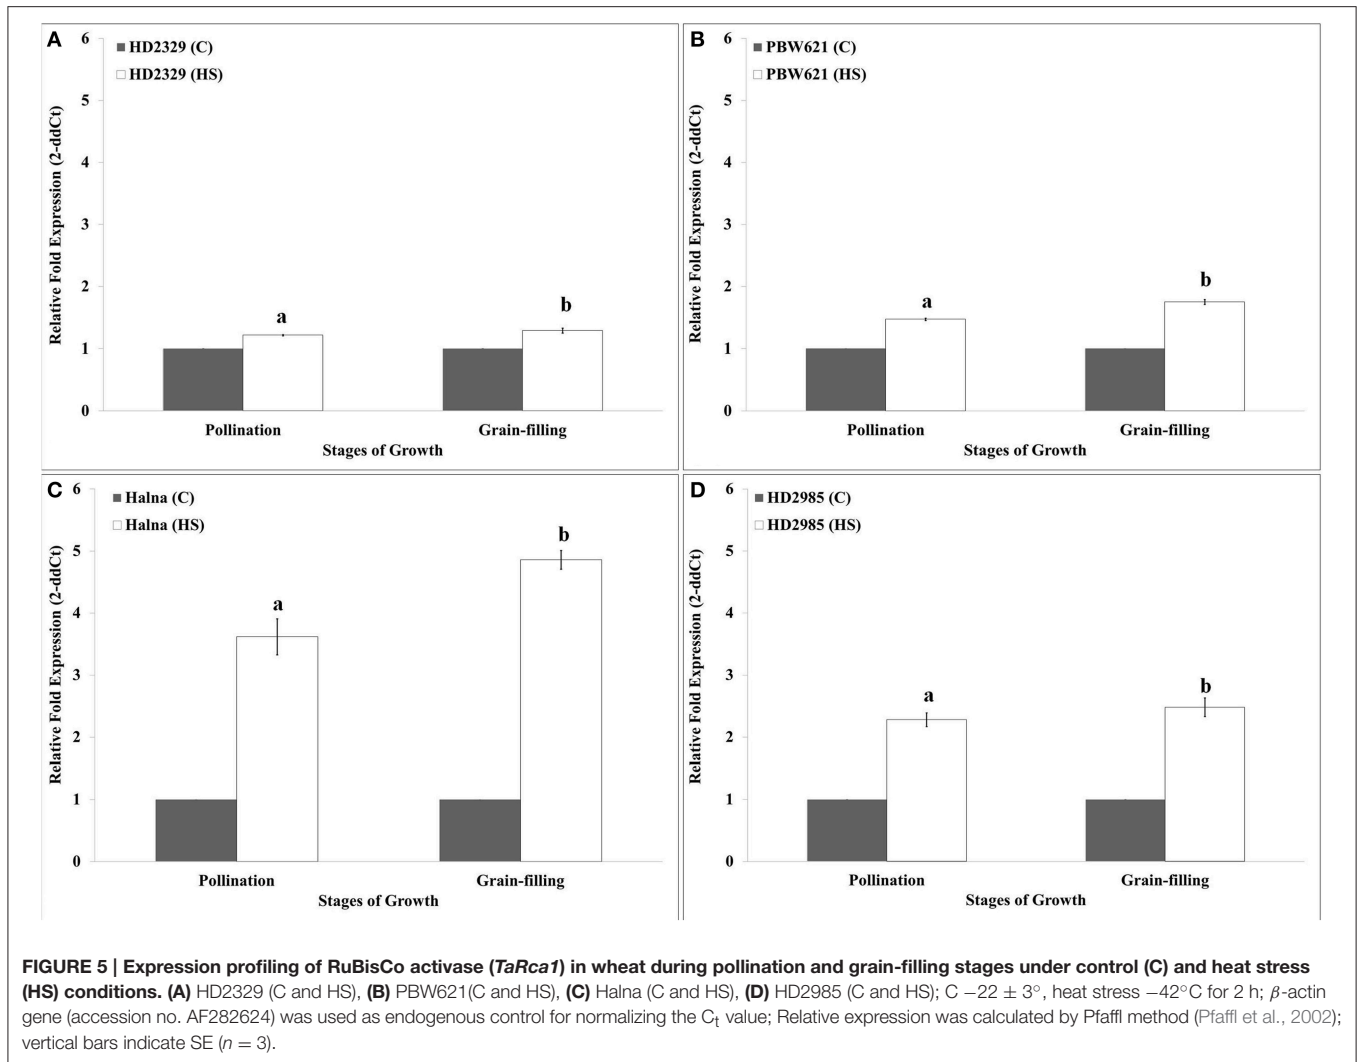 A
HD2329 (C)
HD2329 (HS)
Relative Fold Expression (2-ddCt)
6
5
4
3
2
1
0
a
b
Pollination Grain-filling
Stages of Growth
B
PBW621 (C)
PBW621 (HS)
Relative Fold Expression (2-ddCt)
6
5
4
3
2
1
0
a
b
Pollination Grain-filling
Stages of Growth
C
Halna (C)
Halna (HS)
Relative Fold Expression (2-ddCt)
6
5
4
3
2
1
0
a
b
Pollination Grain-filling
Stages of Growth
D
HD2985 (C)
HD2985 (HS)
Relative Fold Expression (2-ddCt)
6
5
4
3
2
1
0
a
b
Pollination Grain-filling
Stages of Growth
FIGURE 5 | Expression profiling of RuBisCo activase (TaRca1) in wheat during pollination and grain-filling stages under control (C) and heat stress
(HS) conditions. (A) HD2329 (C and HS), (B) PBW621(C and HS), (C) Halna (C and HS), (D) HD2985 (C and HS); C −22 ± 3°, heat stress −42°C for 2 h; β-actin
gene (accession no. AF282624) was used as endogenous control for normalizing the Ct value; Relative expression was calculated by Pfaffl method (Pfaffl et al., 2002);
vertical bars indicate SE (n = 3).